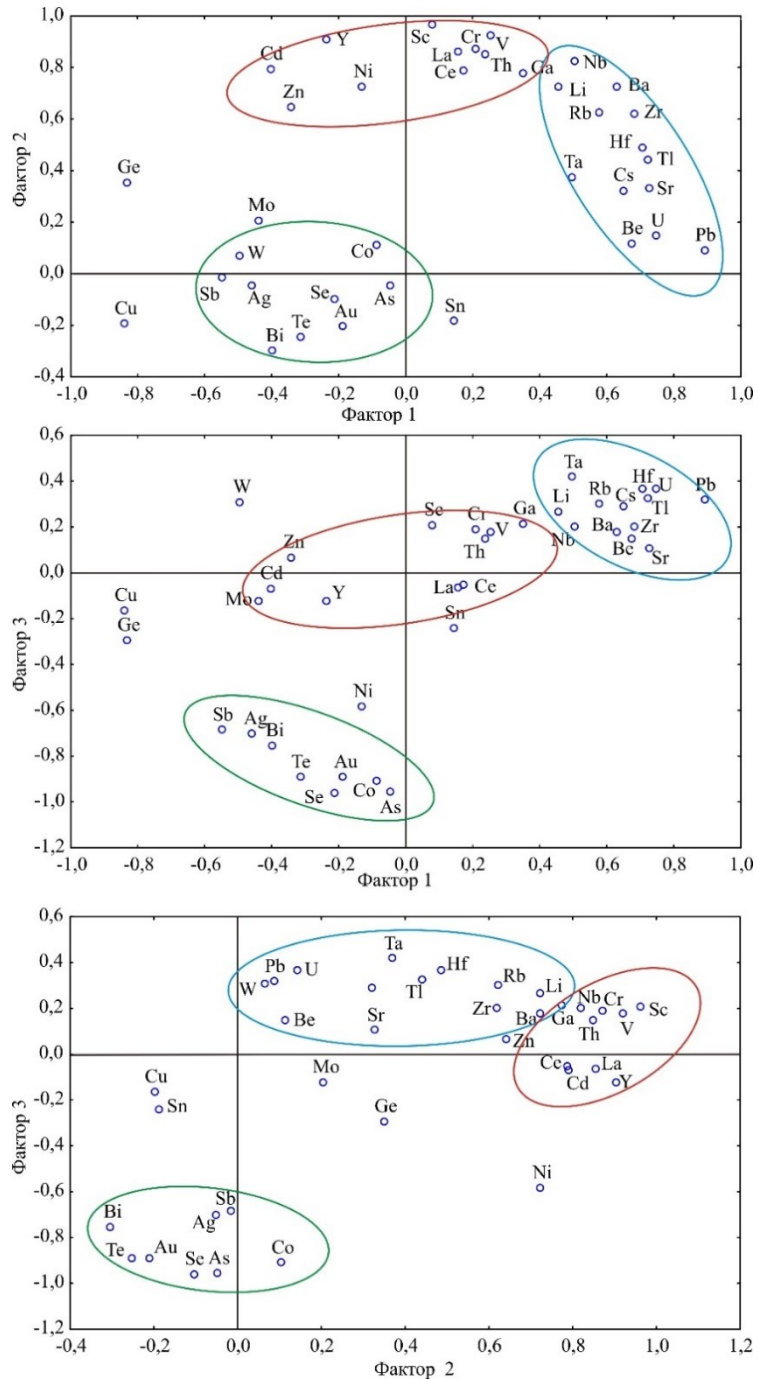 1,0
Sc
Cr
V
Y
Cd
La
Th
Nb
0,8
Ce
Ga
Ni
Li
Ba
Zn
Rb
Zr
0,6
Hf
Tl
Ge
Ta
Cs
Sr
0,4
Фактор 2
Mo
0,2
Be
U
Pb
W
Co
0,0
Sb
Ag
Se
As
Sn
Cu
Te
Au
-0,2
Bi
-0,4
-1,0 -0,8 -0,6 -0,4 -0,2 0,0 0,2 0,4 0,6 0,8 1,0
Фактор 1
0,6
Ta
Hf
U
Pb
W
Rb
Cs
0,4
Li
Tl
Sc
Cr
Ga
Ba
Zr
0,2
Zn
V
Nb
Be
Th
Sr
0,0
Cd
La
Ce
Cu
Mo
Y
Sn
-0,2
Ge
-0,4
Фактор 3
Ni
-0,6
Sb
Ag
Bi
-0,8
Te
Au
Se
Co
As
-1,0
-1,2
-1,0 -0,8 -0,6 -0,4 -0,2 0,0 0,2 0,4 0,6 0,8 1,0
Фактор 1
0,6
Ta
Pb
U
Hf
Rb
0,4
W
Tl
Li
Nb
Cr
Sc
Be
Sr
Zr
Ba
Ga
0,2
Th
V
Zn
0,0
Mo
Ce
La
Cu
Cd
Y
Sn
Ge
-0,2
Фактор 3
-0,4
Ni
-0,6
Bi
Sb
Ag
-0,8
Te
Au
Se
As
Co
-1,0
-1,2
-0,4 -0,2 0,0 0,2 0,4 0,6 0,8 1,0 1,2
Фактор 2